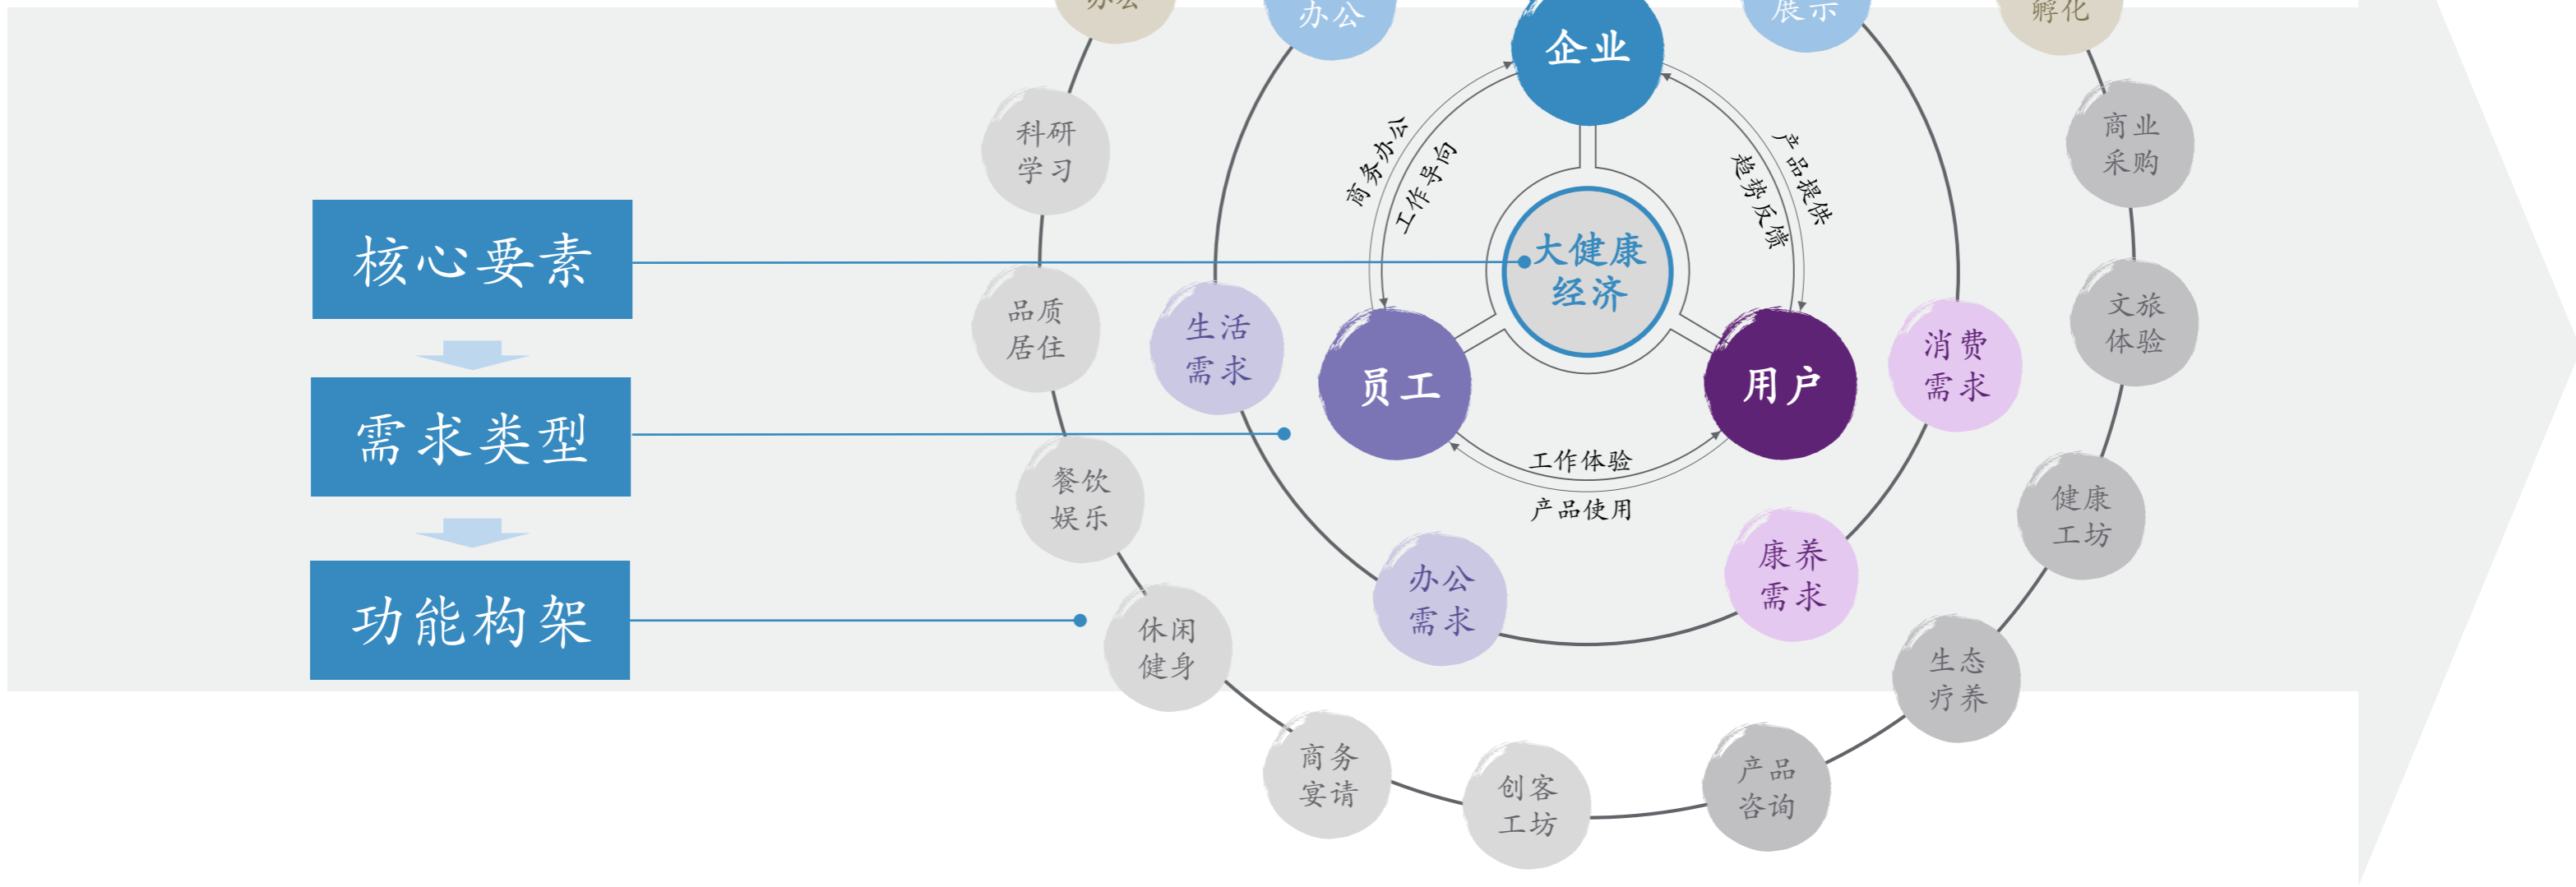 办公
办公
展示
孵化
企业
科研
学习
商业
采购
商务办公
工作导向
产品提供
趋势反馈
核心要素
大健康
经济
品质
居住
生活
需求
员工
用户
消费
需求
文旅
体验
需求类型
工作体验
产品使用
餐饮
娱乐
健康
工坊
办公
需求
康养
需求
功能构架
休闲
健身
生态
疗养
商务
宴请
创客
工坊
产品
咨询